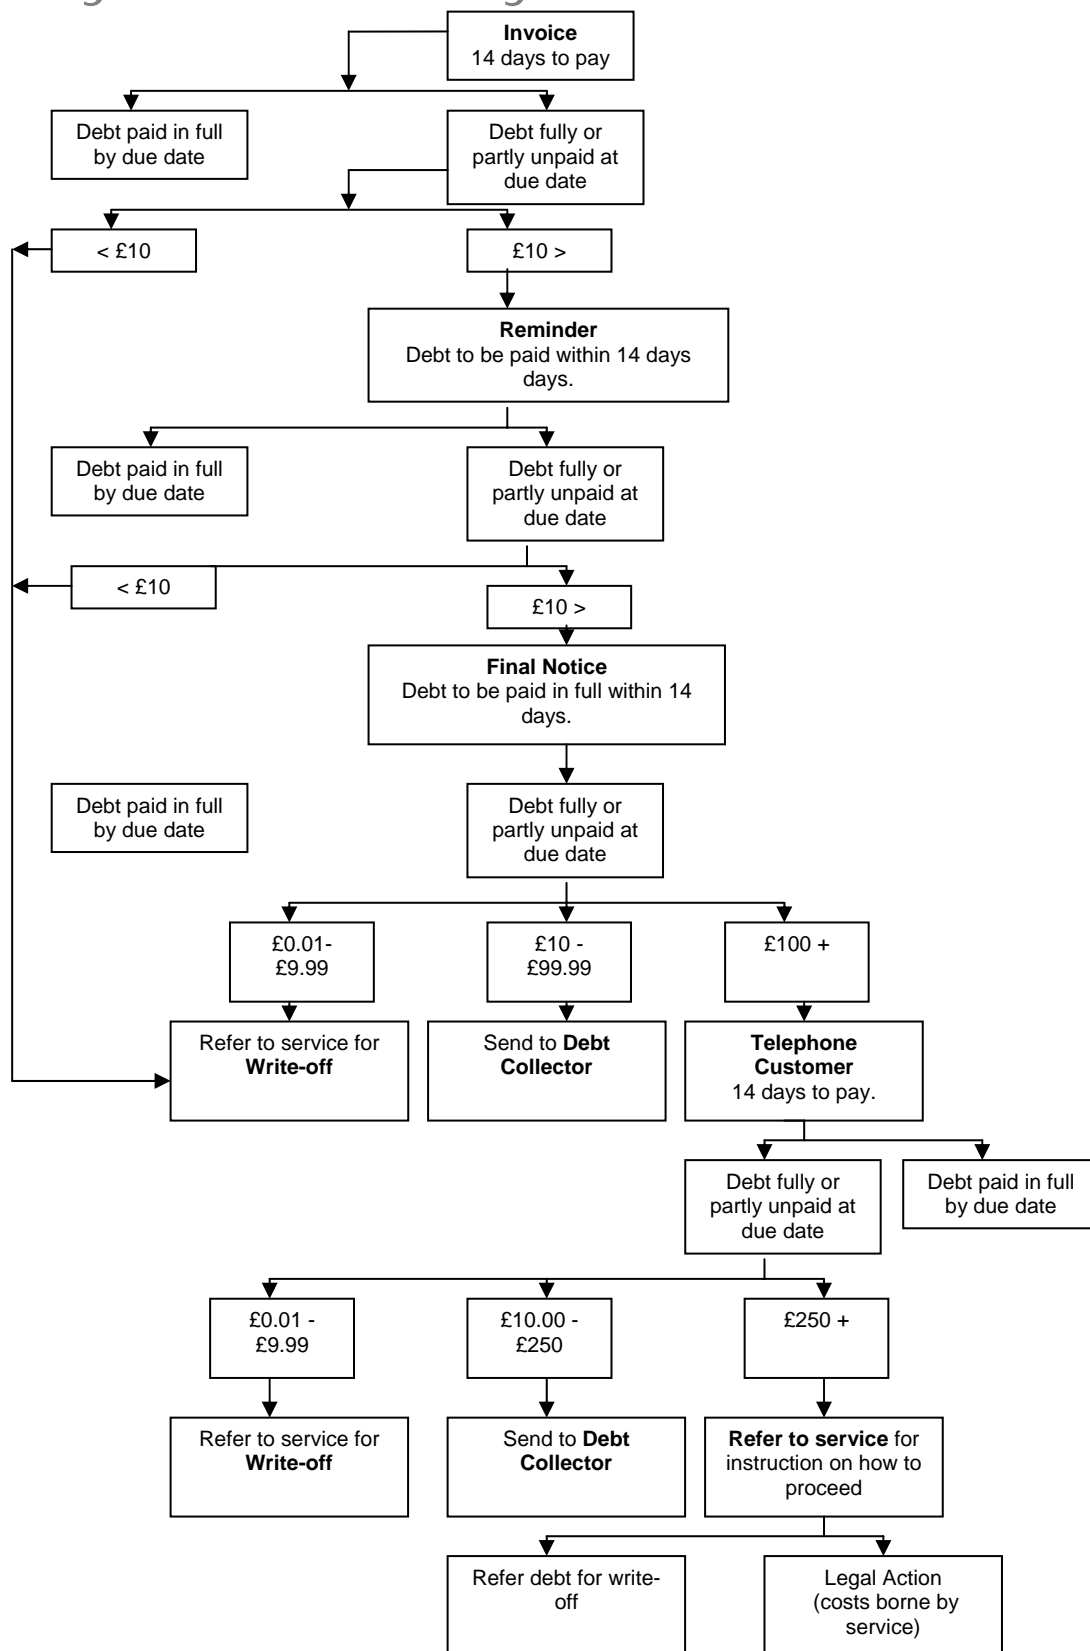 Invoice
14 days to pay
Debt paid in full
by due date
Debt fully or
partly unpaid at
due date
< £10
£10 >
Reminder
Debt to be paid within 14 days
days.
Debt paid in full
by due date
Debt fully or
partly unpaid at
due date
< £10
£10 >
Final Notice
Debt to be paid in full within 14
days.
Debt paid in full
by due date
Debt fully or
partly unpaid at
due date
£0.01-
£9.99
£10 -
£99.99
£100 +
Refer to service for
Write-off
Send to Debt
Collector
Telephone
Customer
14 days to pay.
Debt fully or
partly unpaid at
due date
Debt paid in full
by due date
£0.01 -
£9.99
£10.00 -
£250
£250 +
Refer to service for
Write-off
Send to Debt
Collector
Refer to service for
instruction on how to
proceed
Refer debt for write-
off
Legal Action
(costs borne by
service)